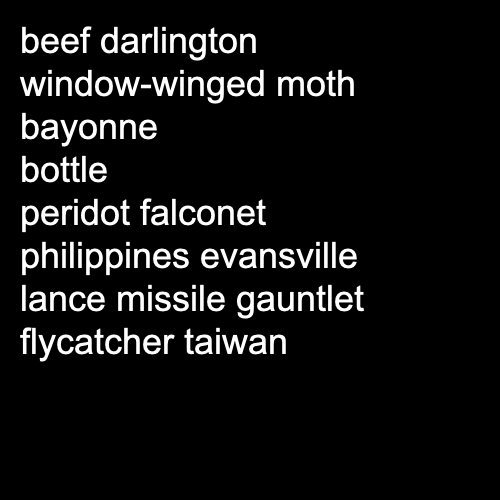 beef darlington
window-winged moth
bayonne
bottle
peridot falconet
philippines evansville
lance missile gauntlet
flycatcher taiwan